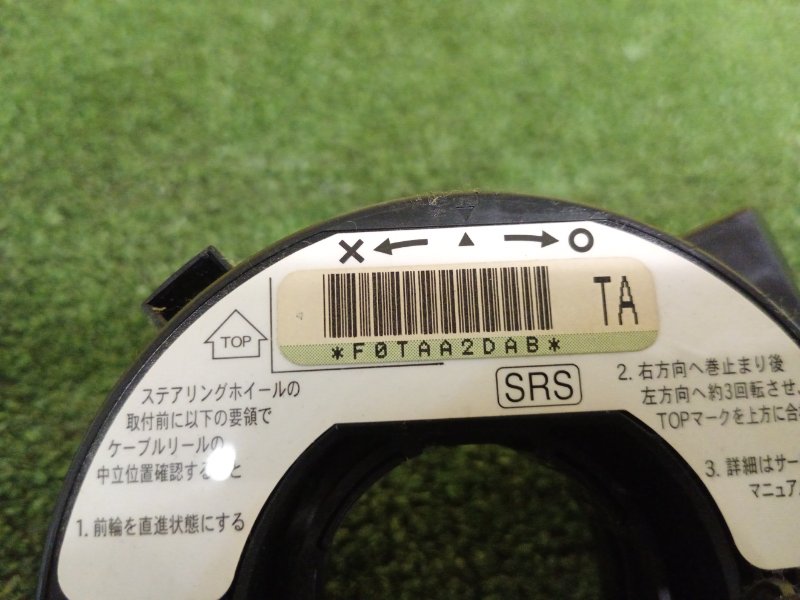 TA
*F0TAA2DAB*
TOP
SRS
ステアリングホイールの
取付前に以下の要領で
ケーブルリールの
中立位置確認する
と
1. 前輪を直進状態にする
2. 右方向へ巻止まり後
左方向へ約3回転させ、
TOPマークを上方に合
3. 詳細はサー
マニュア